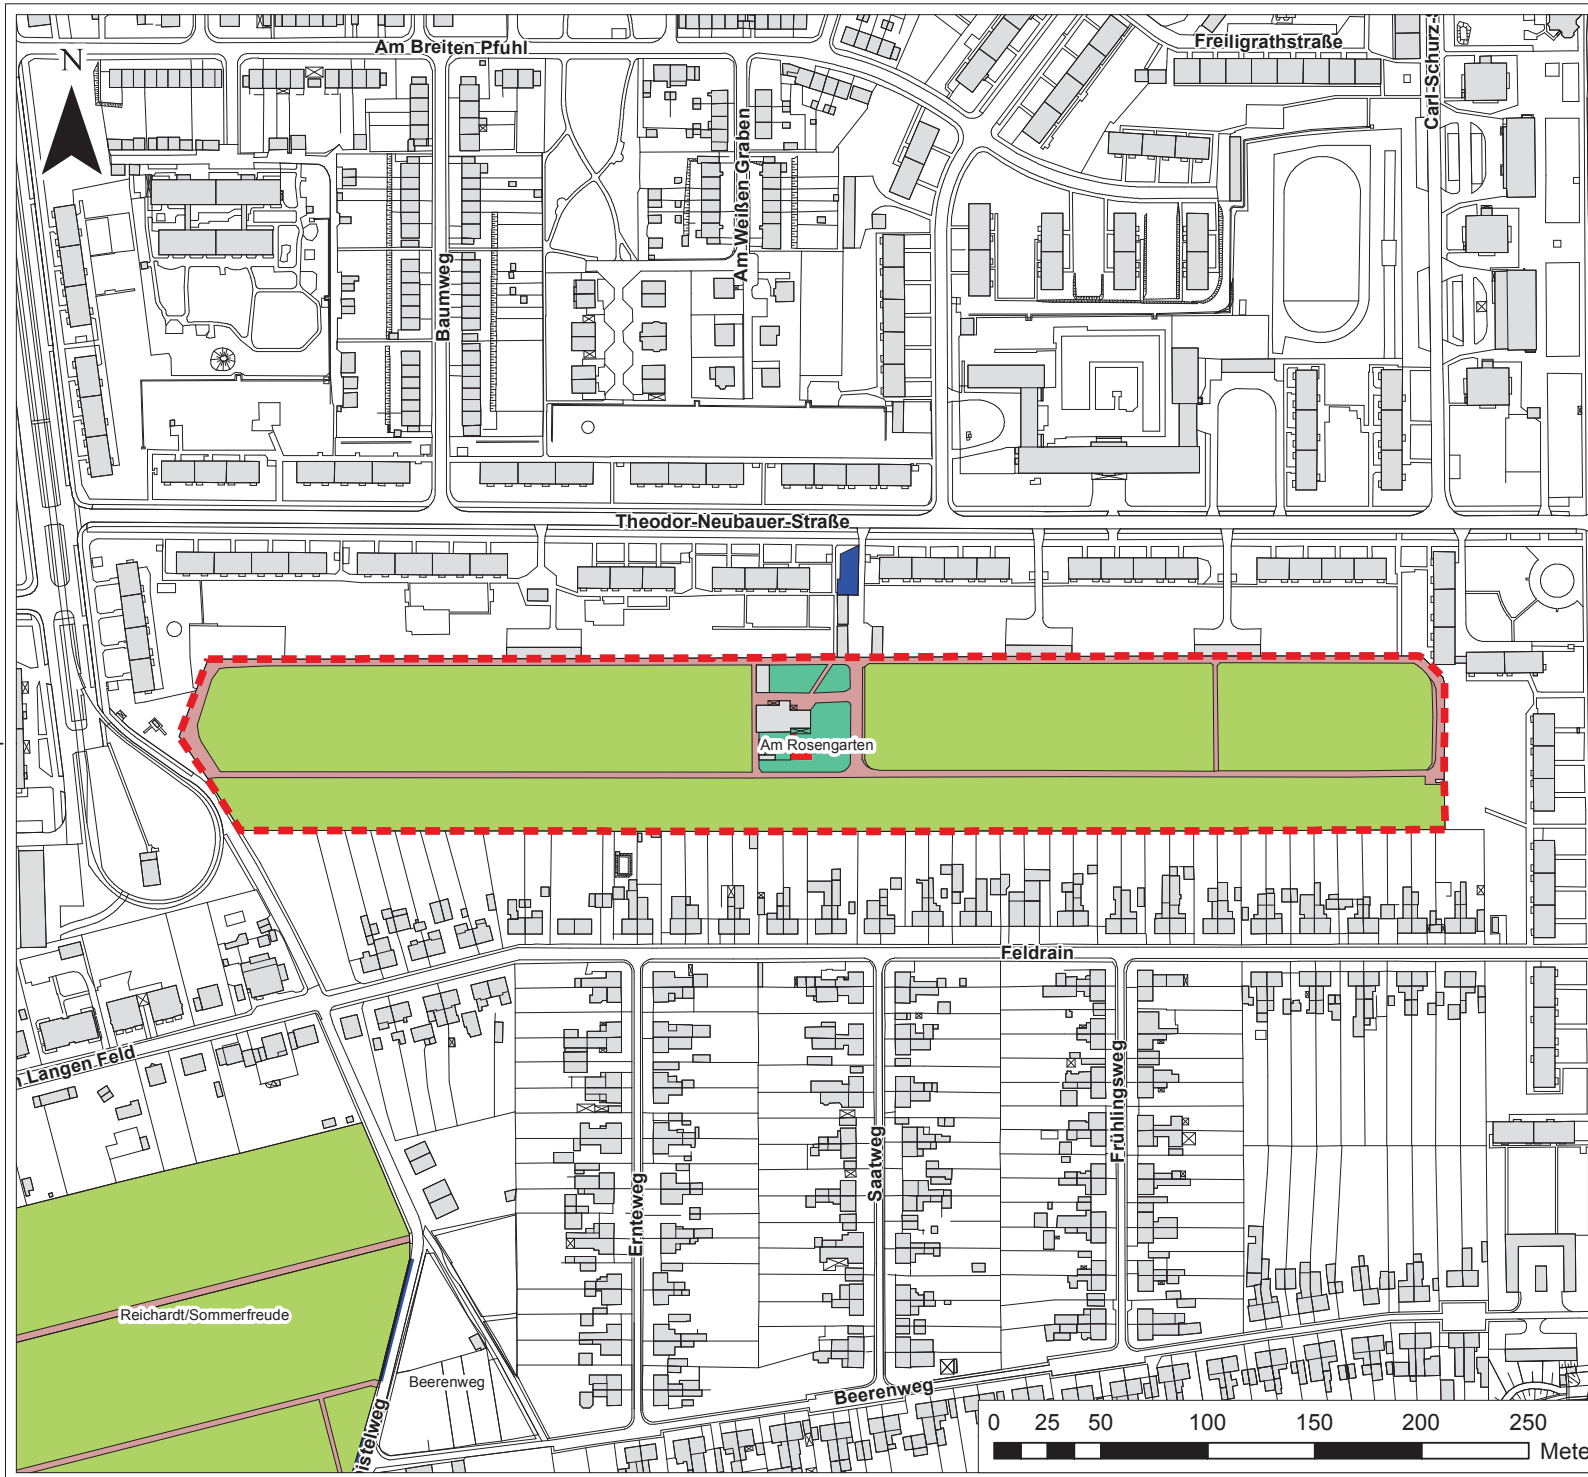 Am Breiten Pfuhl
Freiligrathstraße
N
Carl-Schurz-
Am Weißen Graben
Baumweg
Theodor-Neubauer-Straße
Am Rosengarten
Feldrain
n Langen Feld
Frühlingsweg
Saatweg
Ernteweg
Reichardt/Sommerfreude
Beerenweg
Beerenweg
istelweg
0 25 50 100 150 200 250
Mete